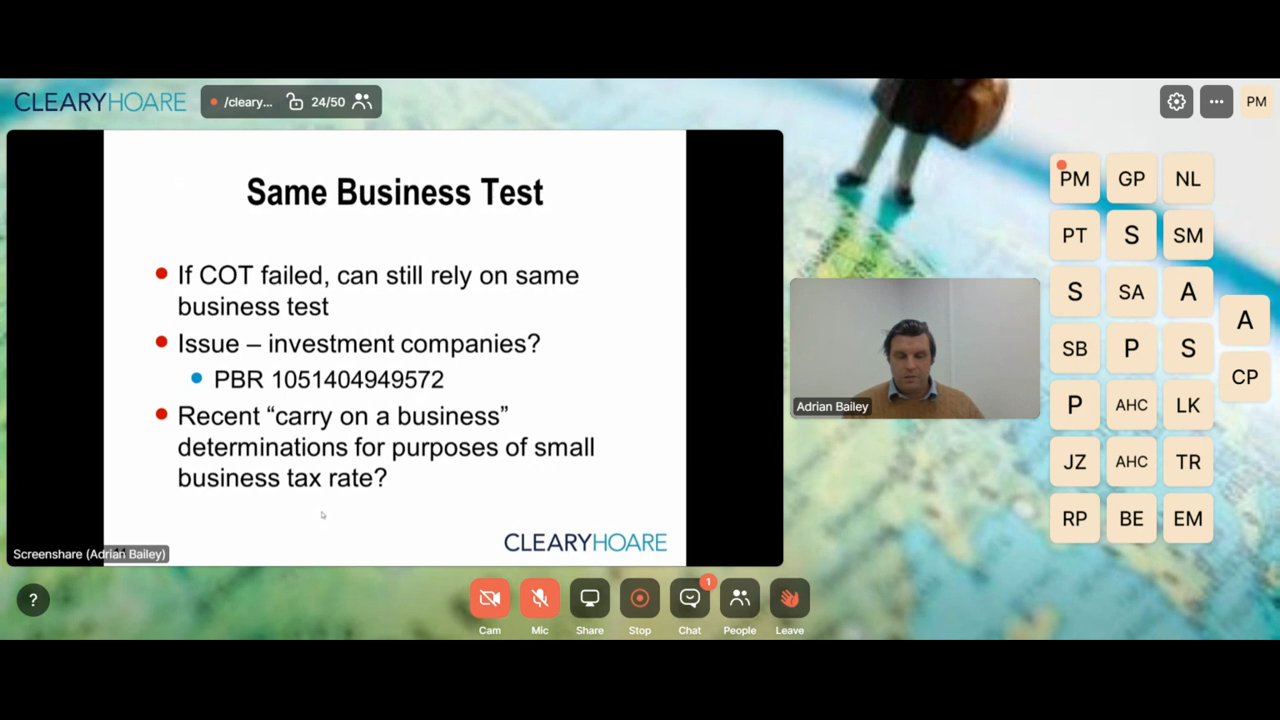 CLEARYHOARE
/cleary...
24/50
PM
Same Business Test
If COT failed, can still rely on same
business test
Issue – investment companies?
PBR 1051404949572
Recent “carry on a business”
determinations for purposes of small
business tax rate?
CLEARYHOARE
Screenshare (Adrian Bailey)
Adrian Bailey
PM GP NL
PT S SM
S SA A
A
SB P S
CP
P AHC LK
JZ AHC TR
RP BE EM
?
1
Cam Mic Share Stop Chat People Leave